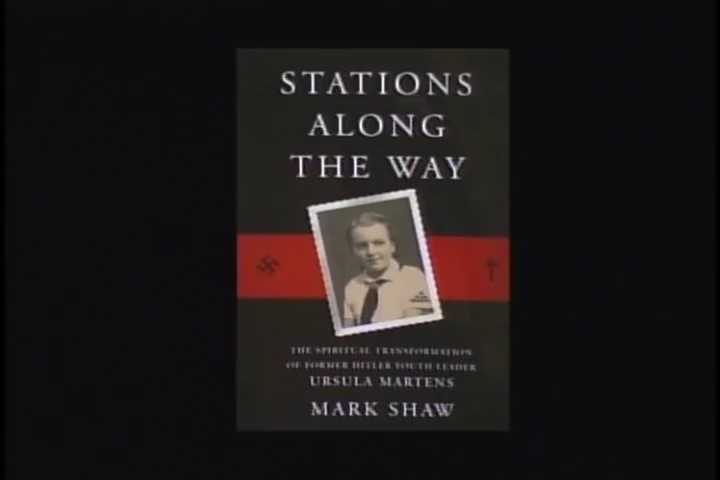 STATIONS
ALONG
THE WAY
THE SPIRITUAL TRANSFORMATION
OF FORMER HITLER YOUTH LEADER
URSULA MARTENS
MARK SHAW